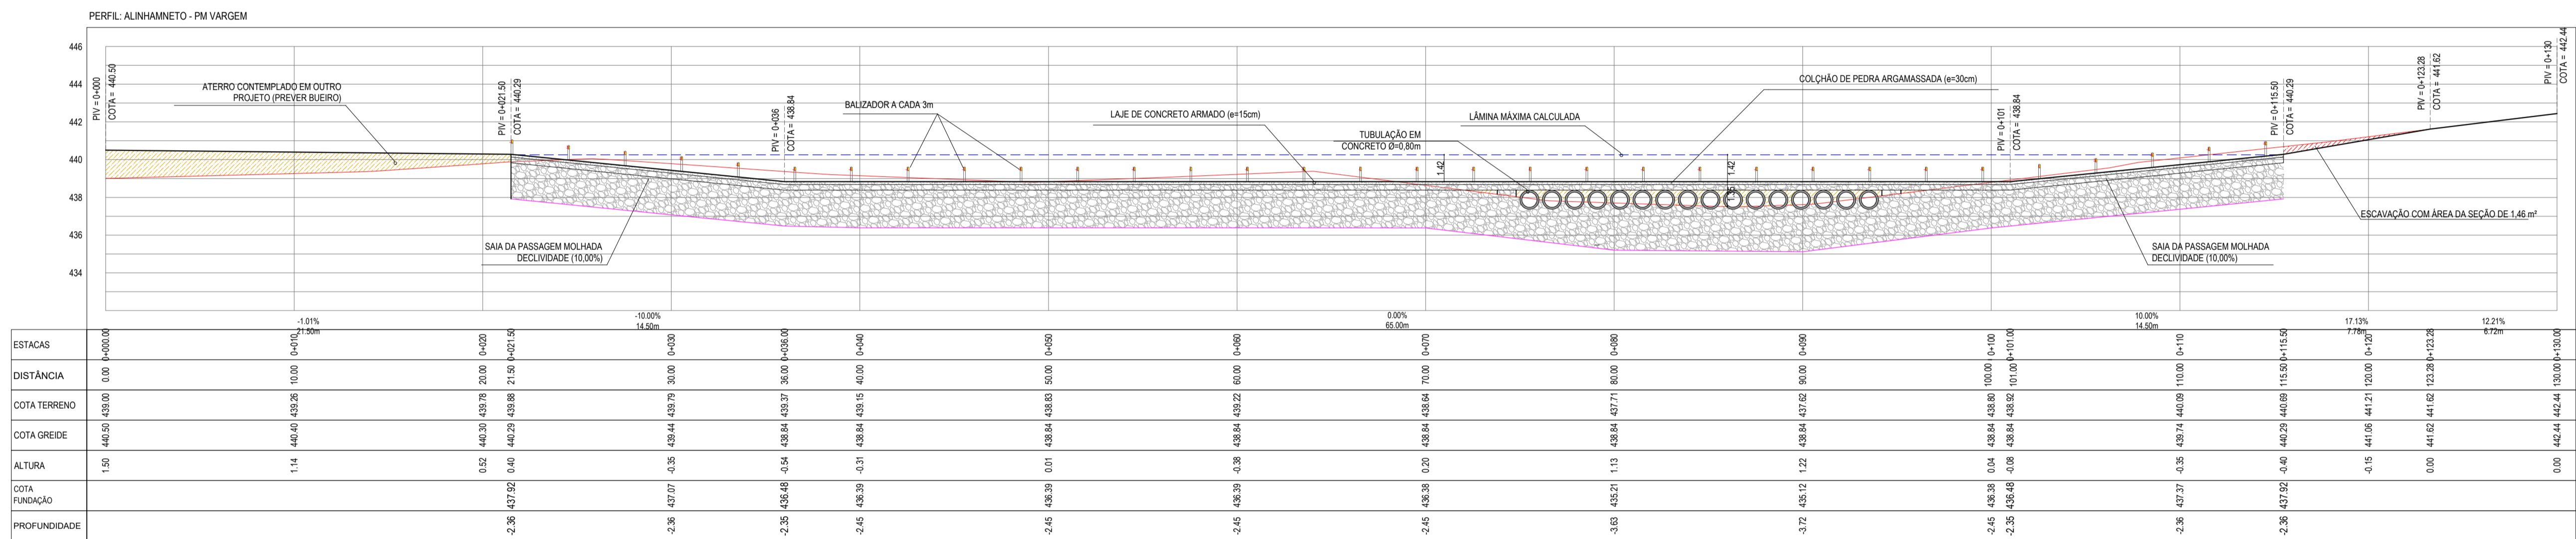 PERFIL: ALINHAMNETO - PM VARGEM
446
444
442
440
438
436
434
PIV = 0+000
COTA = 440.50
ATERRO CONTEMPLADO EM OUTRO
PROJETO (PREVER BUEIRO)
PIV = 0+021.50
COTA = 440.29
SAIA DA PASSAGEM MOLHADA
DECLIVIDADE (10,00%)
PIV = 0+036
COTA = 438.84
BALIZADOR A CADA 3m
LAJE DE CONCRETO ARMADO (e=15cm)
TUBULAÇÃO EM
CONCRETO Ø=0,80m
1.42
LÂMINA MÁXIMA CALCULADA
1.42
1.35
COLÇHÃO DE PEDRA ARGAMASSADA (e=30cm)
PIV = 0+101
COTA = 438.84
SAIA DA PASSAGEM MOLHADA
DECLIVIDADE (10,00%)
PIV = 0+115.50
COTA = 440.29
ESCAVAÇÃO COM ÁREA DA SEÇÃO DE 1,46 m²
PIV = 0+123.28
COTA = 441.62
PIV = 0+130
COTA = 442.44
-1.01%
21.50m
-10.00%
14.50m
0.00%
65.00m
10.00%
14.50m
17.13%
7.78m
12.21%
6.72m
ESTACAS 0+000.00 0+010 0+020 0+021.50 0+030 0+036.00 0+040 0+050 0+060 0+070 0+080 0+090 0+100 0+101.00 0+110 0+115.50 0+120 0+123.28 0+130.00
DISTÂNCIA 0.00 10.00 20.00 21.50 30.00 36.00 40.00 50.00 60.00 70.00 80.00 90.00 100.00 101.00 110.00 115.50 120.00 123.28 130.00
COTA TERRENO 439.00 439.26 439.78 439.88 439.79 439.37 439.15 438.83 439.22 438.64 437.71 437.62 438.80 438.92 440.09 440.69 441.21 441.62 442.44
COTA GREIDE 440.50 440.40 440.30 440.29 439.44 438.84 438.84 438.84 438.84 438.84 438.84 438.84 438.84 438.84 439.74 440.29 441.06 441.62 442.44
ALTURA 1.50 1.14 0.52 0.40 -0.35 -0.54 -0.31 0.01 -0.38 0.20 1.13 1.22 0.04 -0.08 -0.35 -0.40 -0.15 0.00 0.00
COTA
FUNDAÇÃO 437.92 437.07 436.48 436.39 436.39 436.39 436.38 435.21 435.12 436.38 436.48 437.37 437.92
PROFUNDIDADE -2.36 -2.36 -2.35 -2.45 -2.45 -2.45 -2.45 -3.63 -3.72 -2.45 -2.35 -2.36 -2.36